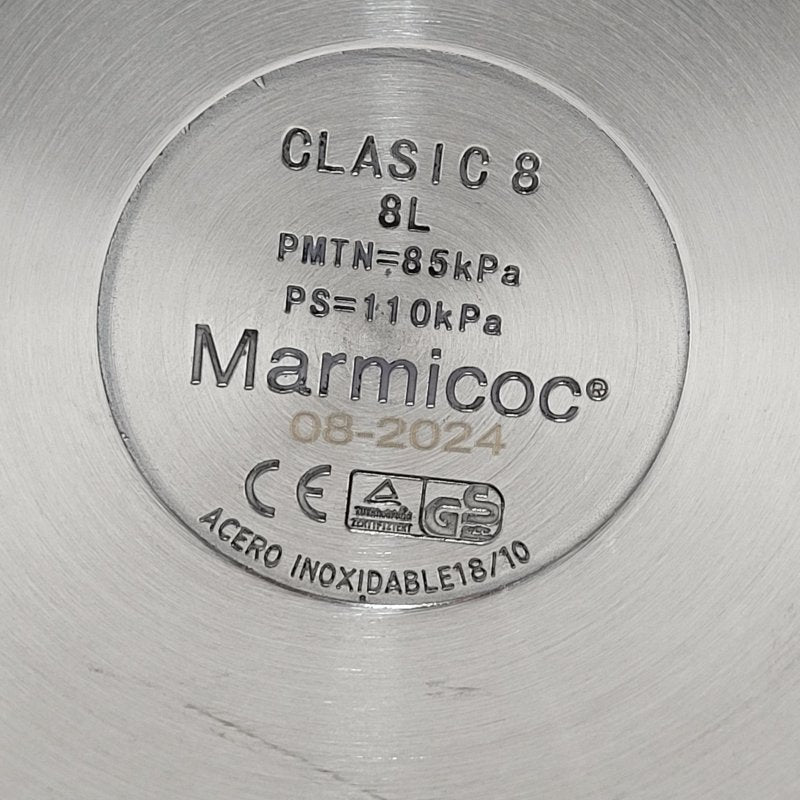 CLASIC 8
8L
PMTN=85kPa
PS=110kPa
Marmicoc®
08-2024
CE
GS
ACERO INOXIDABLE18/10